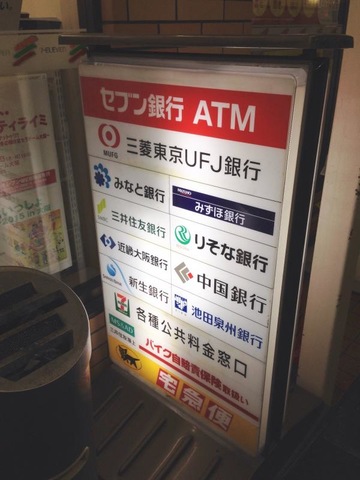 セブン銀行 ATM
MUFG
三菱東京UFJ銀行
みなと銀行
MIZUHO
みずほ銀行
三井住友銀行
りそな銀行
近畿大阪銀行
中国銀行
新生銀行
池田泉州銀行
各種公共料金窓口
バイク自賠責保険取扱い
宅急便